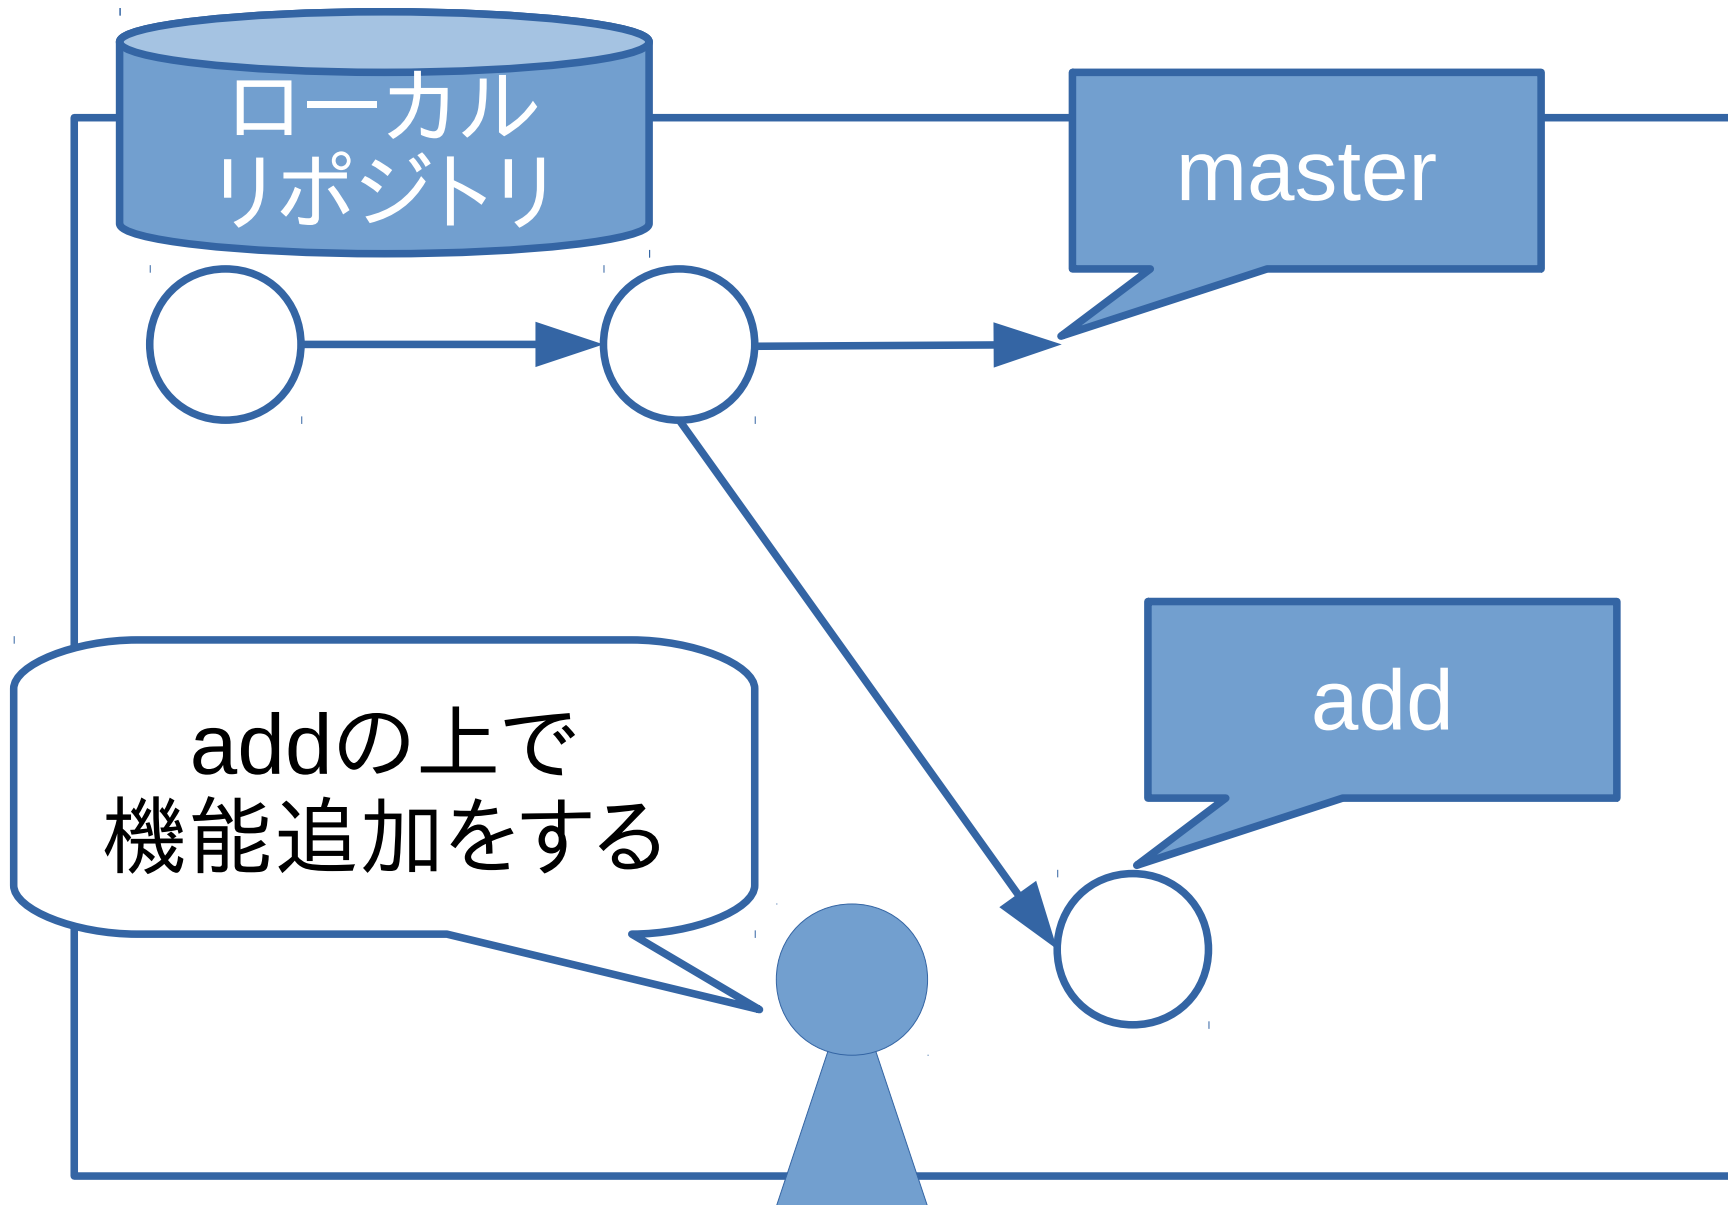 ローカル
リポジトリ
master
add
addの上で
機能追加をする